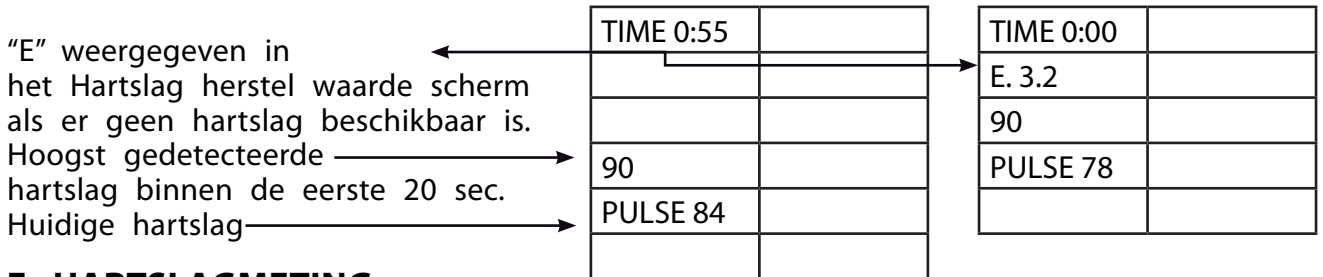 “E” weergegeven in
het Hartslag herstel waarde scherm
als er geen hartslag beschikbaar is.
Hoogst gedetecteerde
hartslag binnen de eerste 20 sec.
Huidige hartslag
TIME 0:55
90
PULSE 84
TIME 0:00
E. 3.2
90
PULSE 78